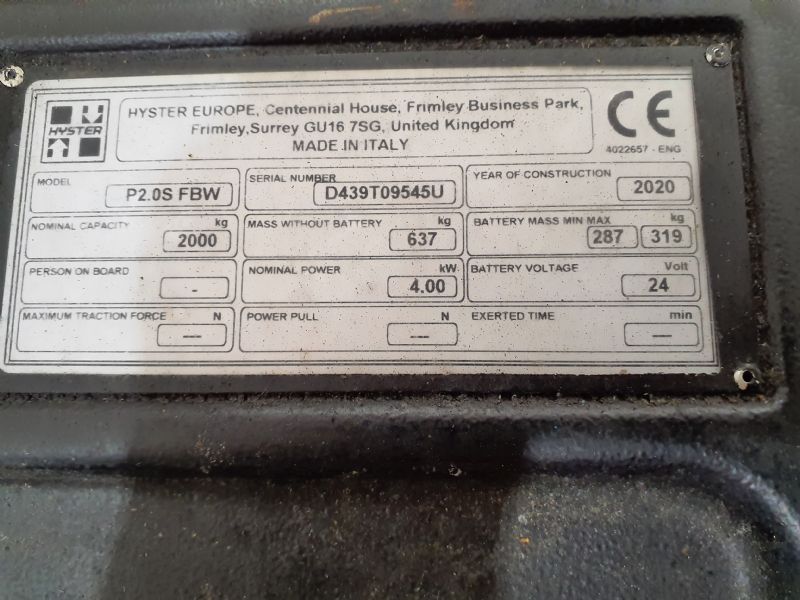 HYSTER
HYSTER EUROPE, Centennial House, Frimley Business Park,
Frimley,Surrey GU16 7SG, United Kingdom
MADE IN ITALY
CE
4022657 - ENG
MODEL P2.0S FBW
SERIAL NUMBER D439T09545U
YEAR OF CONSTRUCTION 2020
NOMINAL CAPACITY kg 2000
MASS WITHOUT BATTERY kg 637
BATTERY MASS MIN MAX kg 287 319
PERSON ON BOARD -
NOMINAL POWER kW 4.00
BATTERY VOLTAGE Volt 24
MAXIMUM TRACTION FORCE N ---
POWER PULL N ---
EXERTED TIME min ---